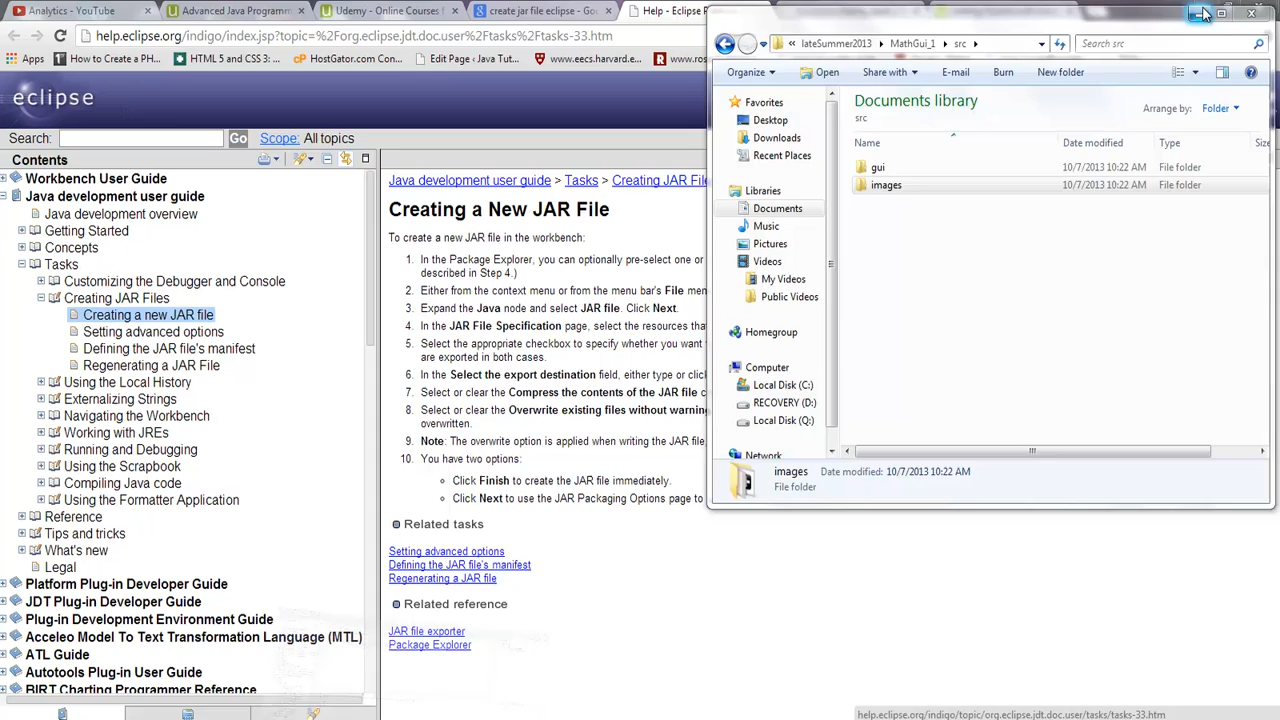 Analytics - YouTube
Advanced Java Programm
Udemy - Online Courses
create jar file eclipse - Go
Help - Eclipse
help.eclipse.org/indigo/index.jsp?topic=%2Forg.eclipse.jdt.doc.user%2Ftasks%2Ftasks-33.htm
Apps
How to Create a PH...
HTML 5 and CSS 3: ...
HostGator.com Con...
Edit Page ‹ Java Tut...
www.eecs.harvard.e...
eclipse
Search:
Go
Scope: All topics
Contents
Workbench User Guide
Java development user guide
Java development overview
Getting Started
Concepts
Tasks
Customizing the Debugger and Console
Creating JAR Files
Creating a new JAR file
Setting advanced options
Defining the JAR file's manifest
Regenerating a JAR File
Using the Local History
Externalizing Strings
Navigating the Workbench
Working with JREs
Running and Debugging
Using the Scrapbook
Compiling Java code
Using the Formatter Application
Reference
Tips and tricks
What's new
Legal
Platform Plug-in Developer Guide
JDT Plug-in Developer Guide
Plug-in Development Environment Guide
Acceleo Model To Text Transformation Language (MTL)
ATL Guide
Autotools Plug-in User Guide
BIRT Charting Programmer Reference
Java development user guide > Tasks > Creating JAR
Creating a New JAR File
To create a new JAR file in the workbench:
1. In the Package Explorer, you can optionally pre-select one or
described in Step 4.)
2. Either from the context menu or from the menu bar's File
3. Expand the Java node and select JAR file. Click Next.
4. In the JAR File Specification page, select the resources
5. Select the appropriate checkbox to specify whether you want
are exported in both cases.
6. In the Select the export destination field, either type or
7. Select or clear the Compress the contents of the JAR file
8. Select or clear the Overwrite existing files without
overwritten.
9. Note: The overwrite option is applied when writing the JAR
10. You have two options:
Click Finish to create the JAR file immediately.
Click Next to use the JAR Packaging Options page to
Related tasks
Setting advanced options
Defining the JAR file's manifest
Regenerating a JAR file
Related reference
JAR file exporter
Package Explorer
« lateSummer2013 MathGui_1 src
Search src
Organize Open Share with E-mail Burn New folder
Favorites
Desktop
Downloads
Recent Places
Libraries
Documents
Music
Pictures
Videos
My Videos
Public Videos
Homegroup
Computer
Local Disk (C:)
RECOVERY (D:)
Local Disk (Q:)
Network
Documents library
src
Arrange by: Folder
Name Date modified Type
gui 10/7/2013 10:22 AM File folder
images 10/7/2013 10:22 AM File folder
images Date modified: 10/7/2013 10:22 AM
File folder
help.eclipse.org/indigo/topic/org.eclipse.jdt.doc.user/tasks/tasks-33.htm